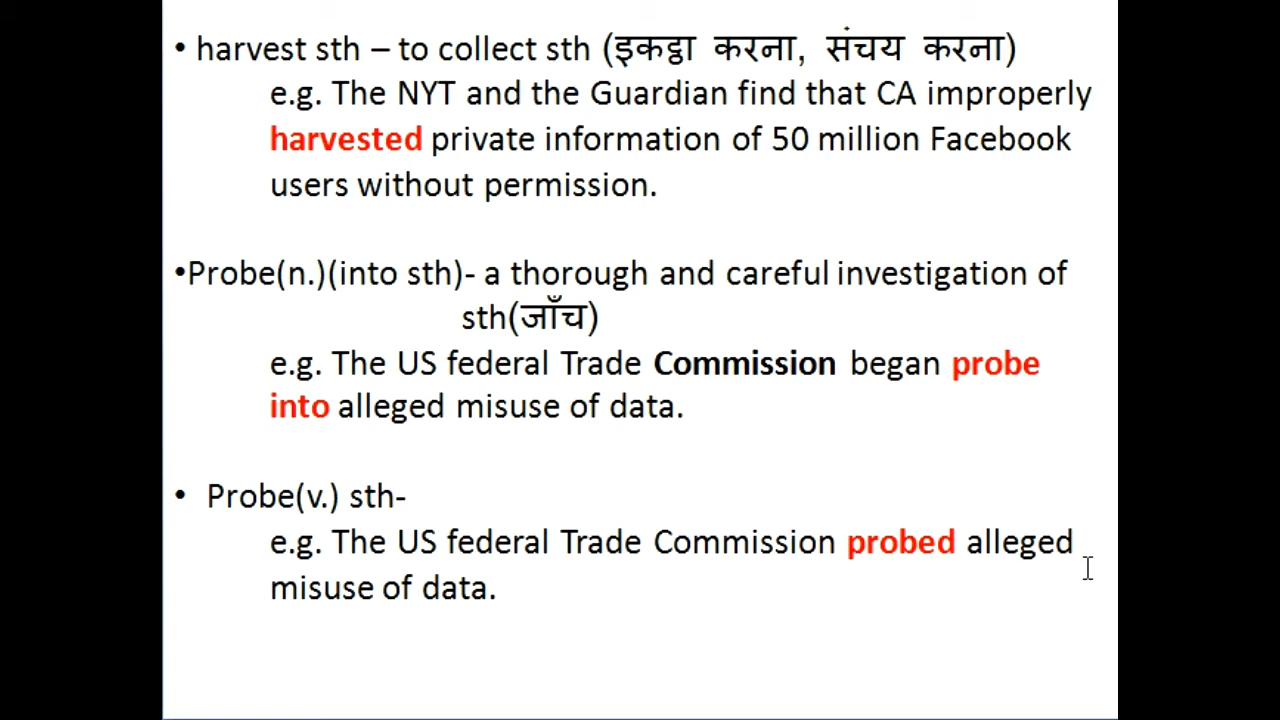 • harvest sth – to collect sth (इकट्ठा करना, संचय करना)
e.g. The NYT and the Guardian find that CA improperly
harvested private information of 50 million Facebook
users without permission.
•Probe(n.)(into sth)- a thorough and careful investigation of
sth(जाँच)
e.g. The US federal Trade Commission began probe
into alleged misuse of data.
• Probe(v.) sth-
e.g. The US federal Trade Commission probed alleged
misuse of data.